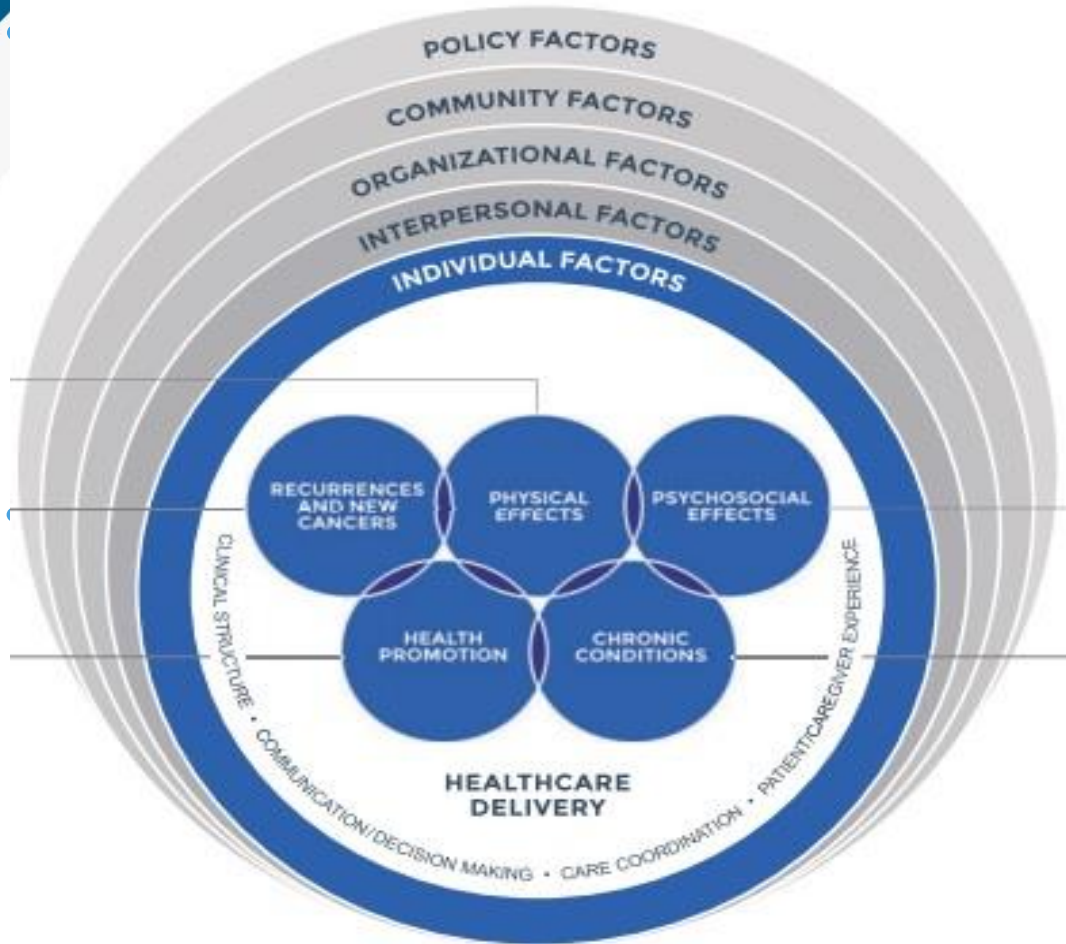 POLICY FACTORS
COMMUNITY FACTORS
ORGANIZATIONAL FACTORS
INTERPERSONAL FACTORS
INDIVIDUAL FACTORS
RECURRENCES
AND NEW
CANCERS
PHYSICAL
EFFECTS
PSYCHOSOCIAL
EFFECTS
HEALTH
PROMOTION
CHRONIC
CONDITIONS
HEALTHCARE
DELIVERY
CLINICAL STRUCTURE • COMMUNICATION/DECISION MAKING • CARE COORDINATION • PATIENT/CAREGIVER EXPERIENCE